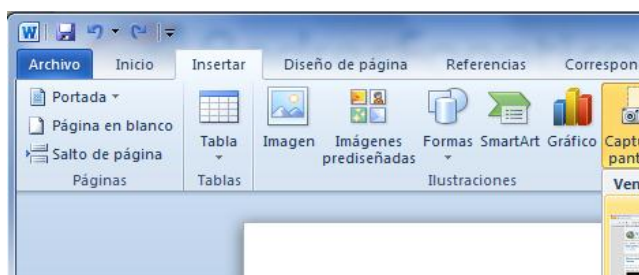 Archivo Inicio Insertar Diseño de página Referencias Correspon
Portada
Página en blanco
Salto de página
Páginas
Tabla
Tablas
Imagen
Imágenes
prediseñadas
Formas
SmartArt
Gráfico
Ilustraciones
Captu
pant
Ven